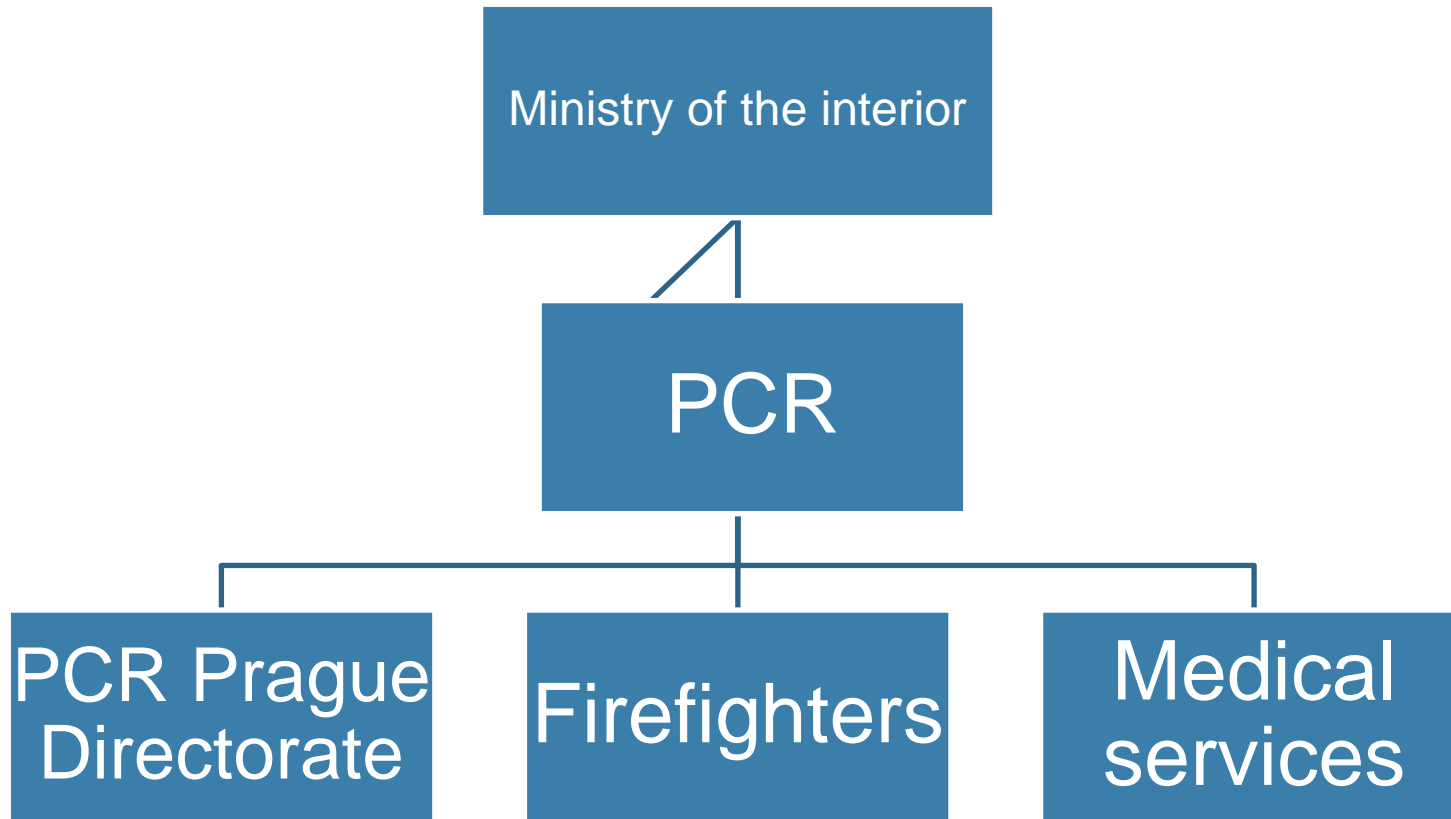 Ministry of the interior
PCR
PCR Prague
Directorate
Firefighters
Medical
services